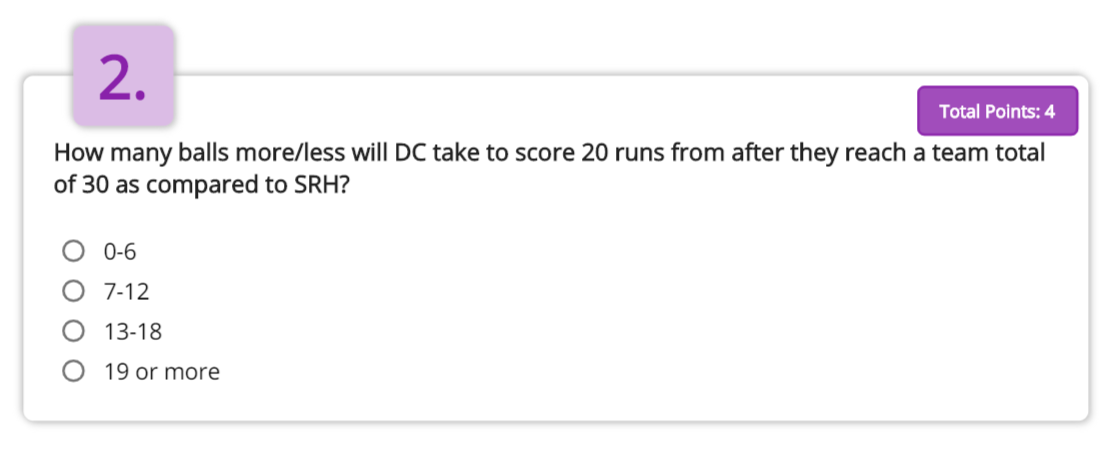 2.
Total Points: 4
How many balls more/less will DC take to score 20 runs from after they reach a team total
of 30 as compared to SRH?
0-6
7-12
13-18
19 or more